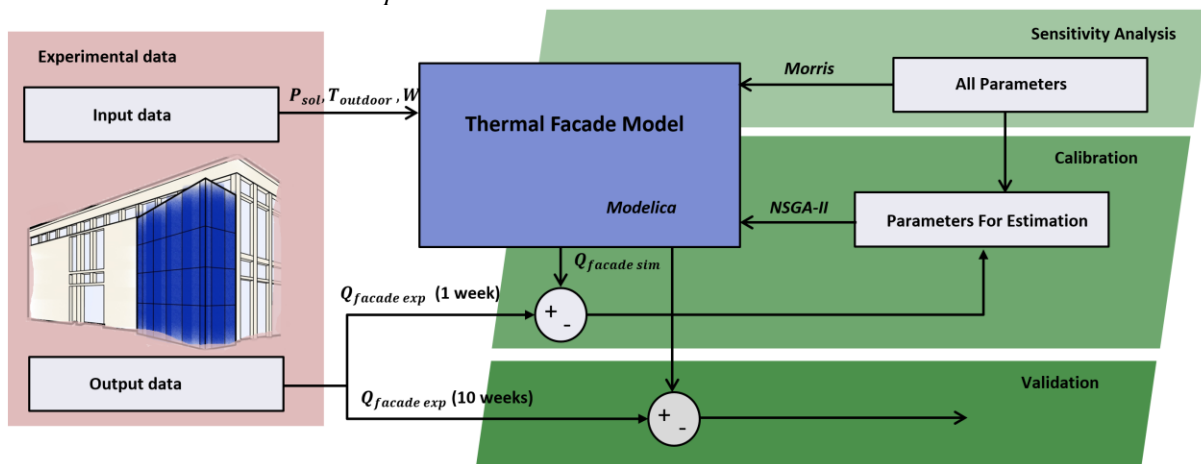 p
Experimental data
Sensitivity Analysis
Input data
P_sol, T_outdoor, W
Thermal Facade Model
Morris
All Parameters
Calibration
Modelica
NSGA-II
Parameters For Estimation
Q_facade sim
Q_facade exp (1 week)
+
-
Output data
Q_facade exp (10 weeks)
+
-
Validation